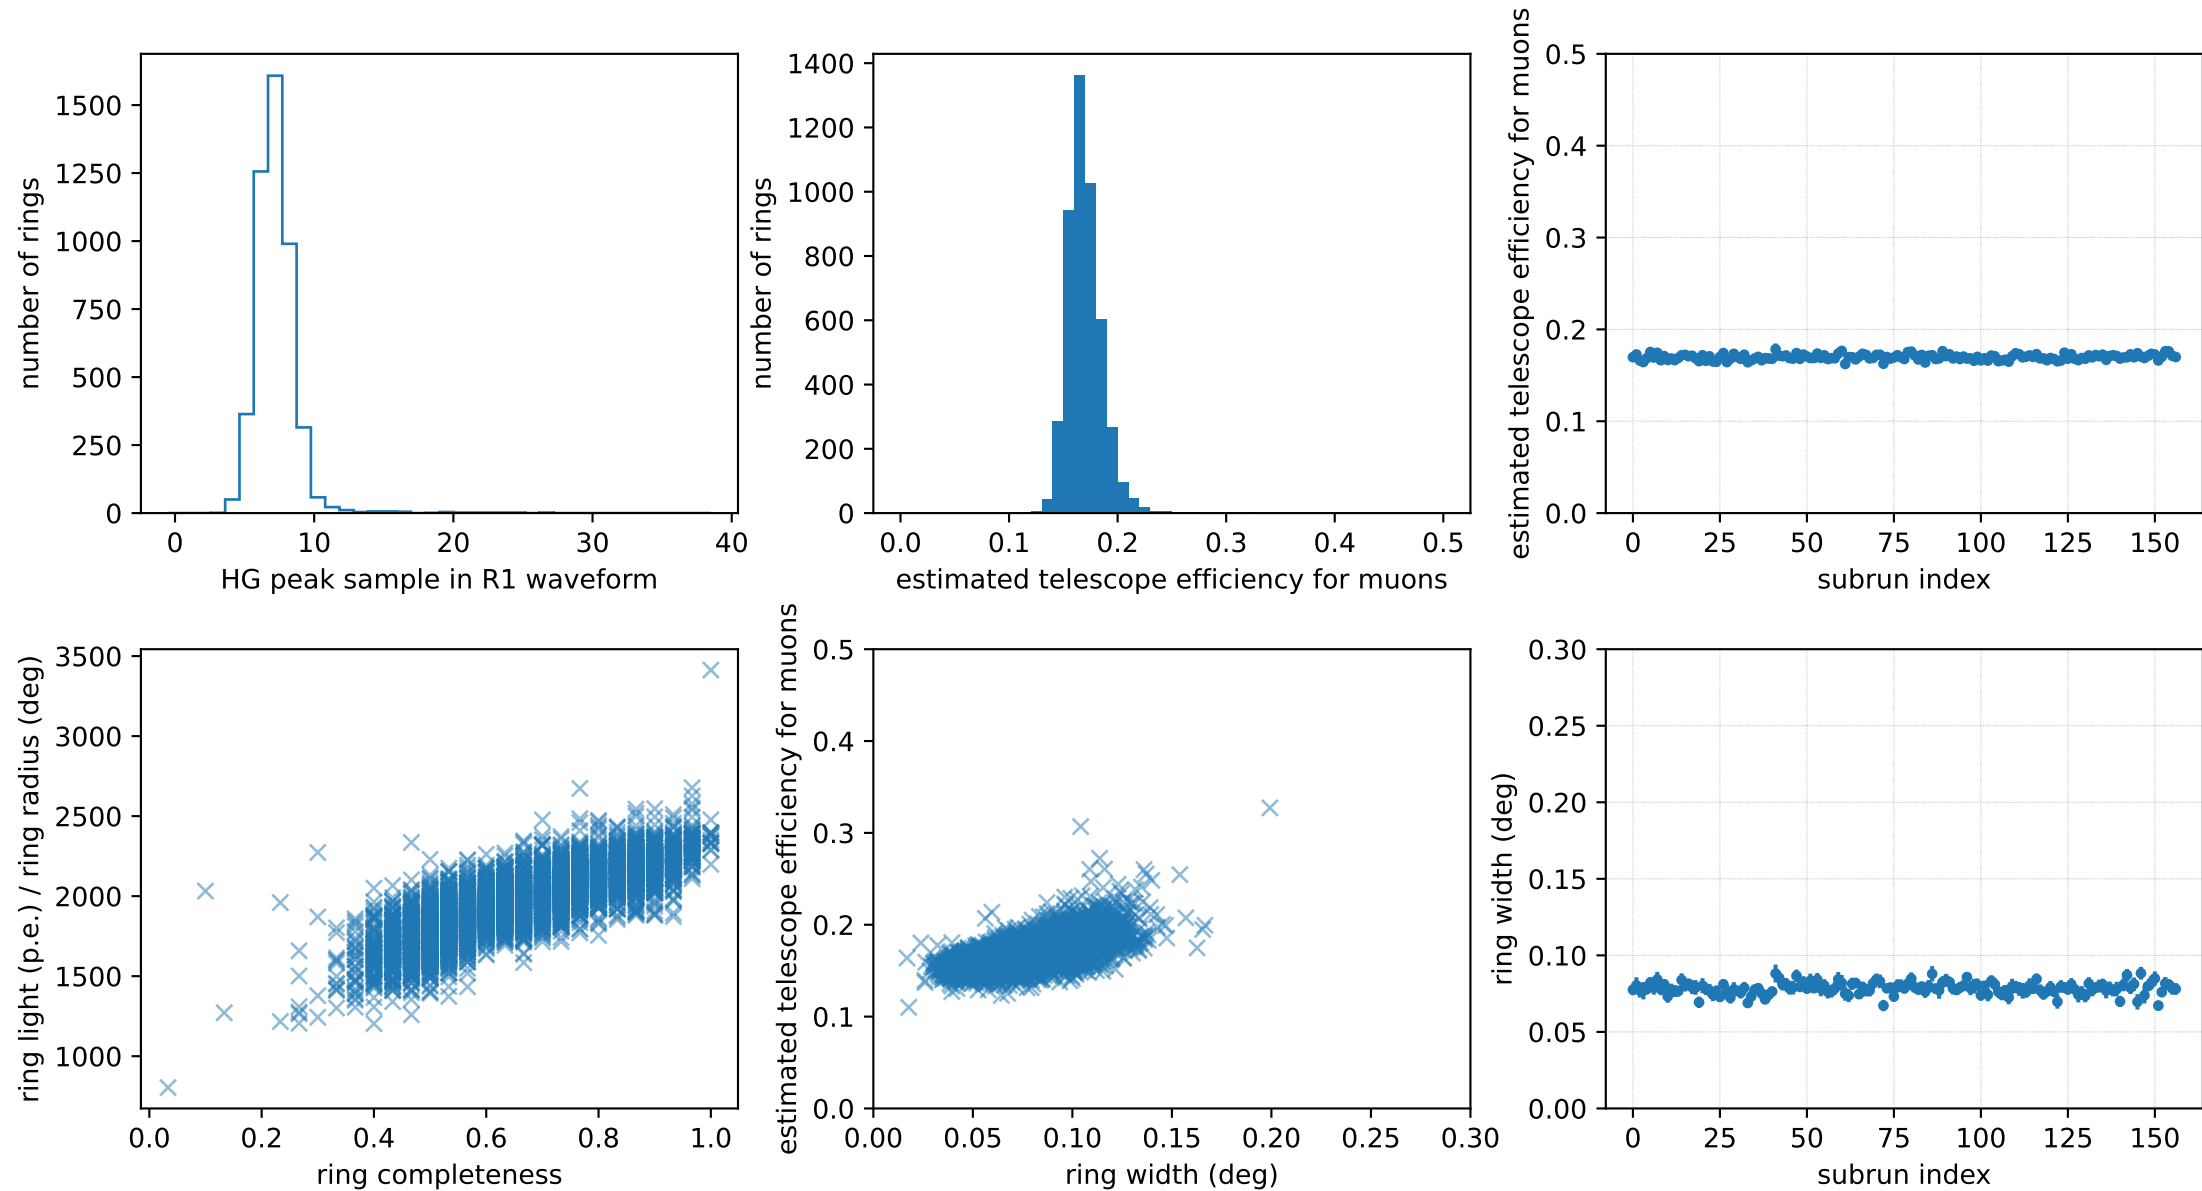 number of rings
1500
1250
1000
750
500
250
0
0 10 20 30 40
HG peak sample in R1 waveform
number of rings
1400
1200
1000
800
600
400
200
0
0.0 0.1 0.2 0.3 0.4 0.5
estimated telescope efficiency for muons
estimated telescope efficiency for muons
0.5
0.4
0.3
0.2
0.1
0.0
0 25 50 75 100 125 150
subrun index
ring light (p.e.) / ring radius (deg)
3500
3000
2500
2000
1500
1000
0.0 0.2 0.4 0.6 0.8 1.0
ring completeness
estimated telescope efficiency for muons
0.5
0.4
0.3
0.2
0.1
0.0
0.00 0.05 0.10 0.15 0.20 0.25 0.30
ring width (deg)
ring width (deg)
0.30
0.25
0.20
0.15
0.10
0.05
0.00
0 25 50 75 100 125 150
subrun index